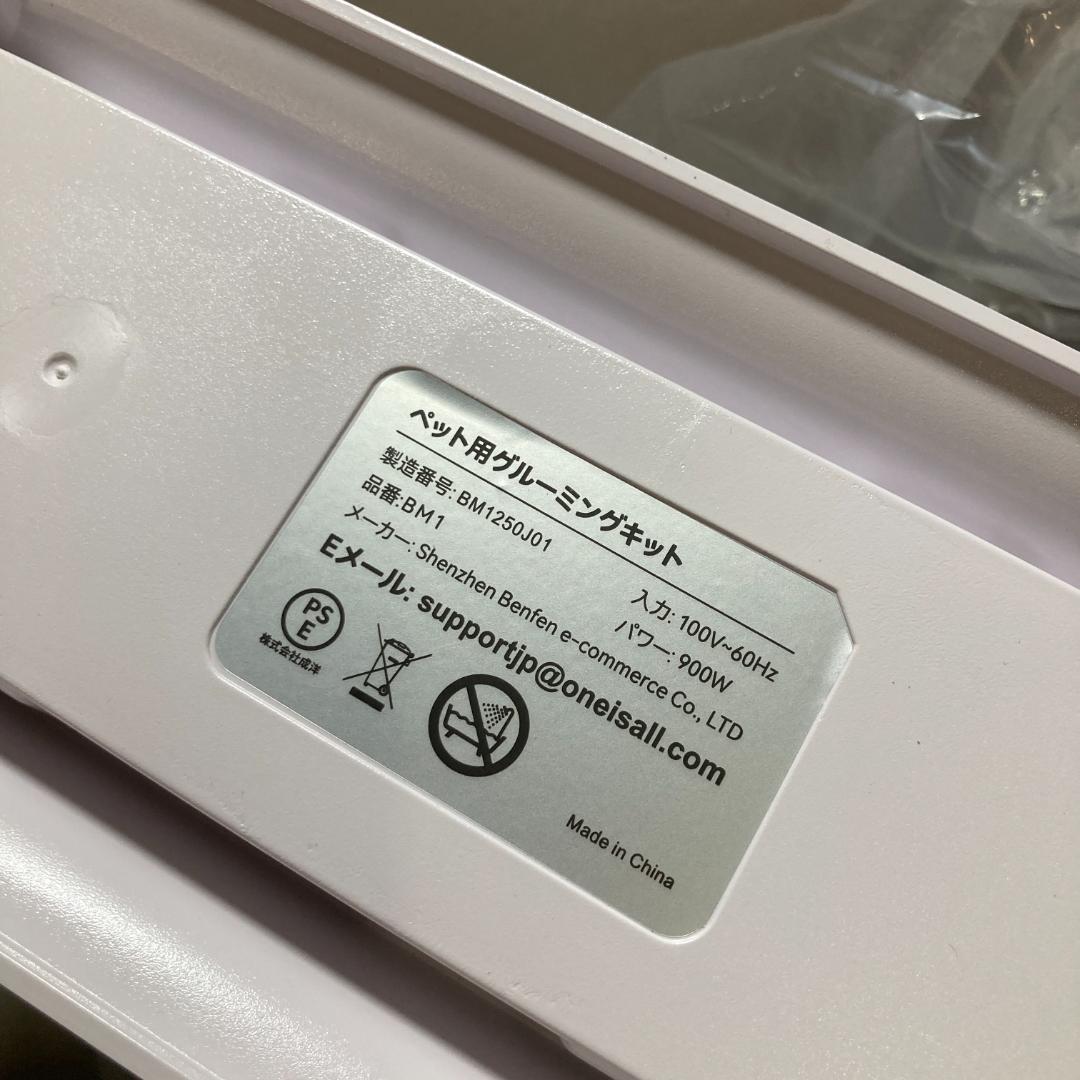 ペット用グルーミングキット
製造番号: BM1250J01
入力: 100V~60Hz
品番:BM1
パワー: 900W
メーカー: Shenzhen Benfen e-commerce Co., LTD
Eメール: supportjp@oneisall.com
PS
E
株式会社成洋
Made in China